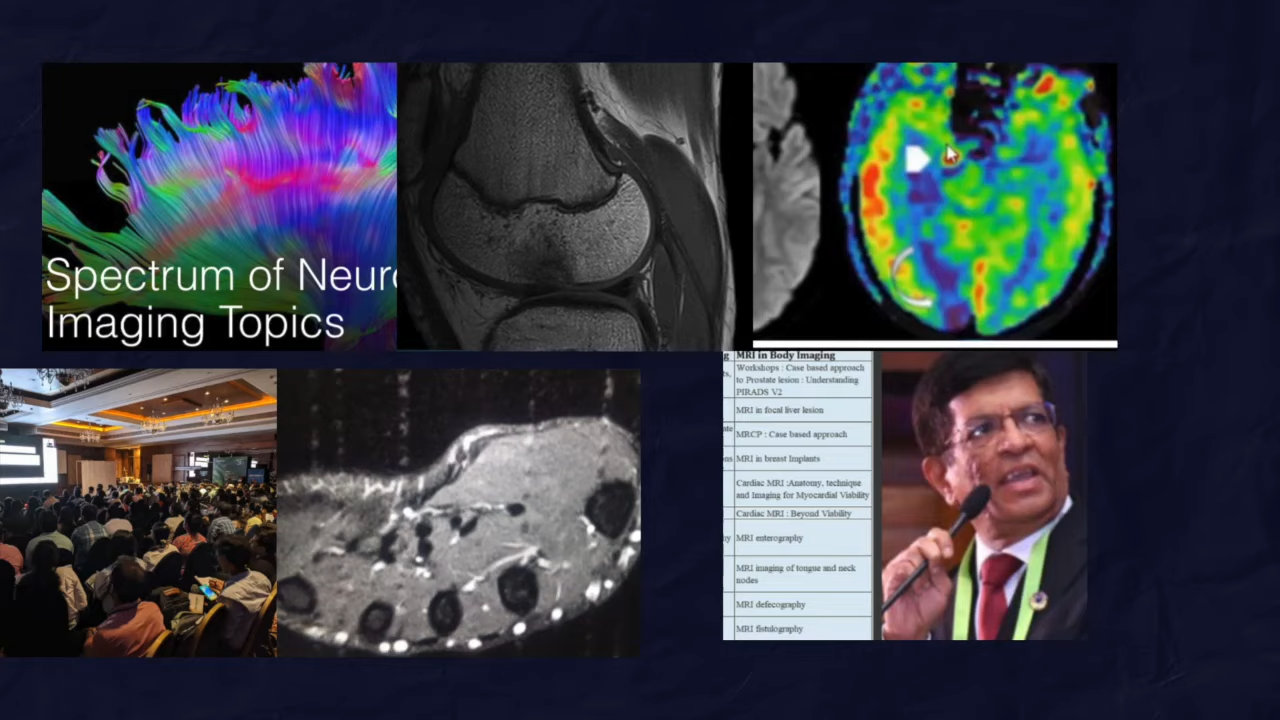 Spectrum of Neuro
Imaging Topics
MRI in Body Imaging
Workshops : Case based approach
to Prostate lesion : Understanding
PIRADS V2
MRI in focal liver lesion
MRCP : Case based approach
MRI in breast Implants
Cardiac MRI :Anatomy, technique
and Imaging for Myocardial Viability
Cardiac MRI : Beyond Viability
MRI enterography
MRI imaging of tongue and neck
nodes
MRI defecography
MRI fistulography